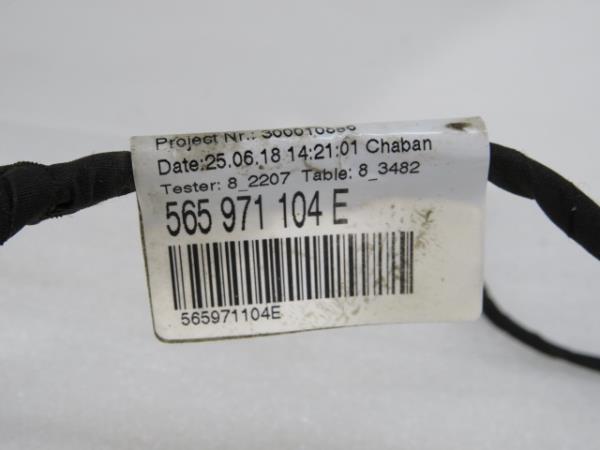 Project Nr.:
Date:25.06.18 14:21:01 Chaban
Tester: 8_2207 Table: 8_3482
565 971 104 E
565971104E